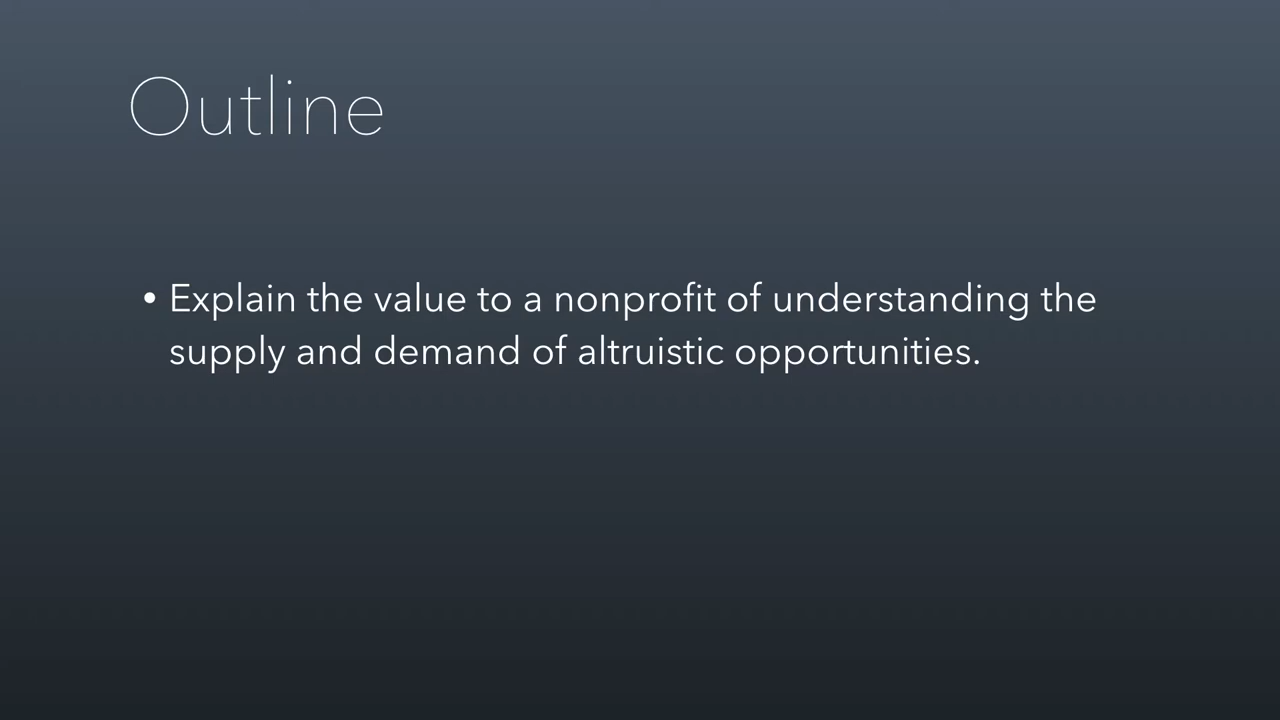 Outline
• Explain the value to a nonprofit of understanding the
supply and demand of altruistic opportunities.